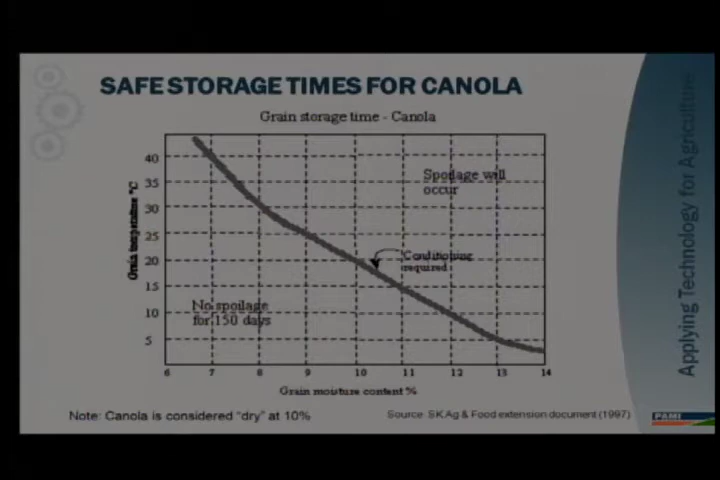 SAFE STORAGE TIMES FOR CANOLA
Grain storage time - Canola
40
35
30
25
20
15
10
5
Grain temperature °C
Spoilage will
occur
Conditioning
required
No spoilage
for 150 days
6 7 8 9 10 11 12 13 14
Grain moisture content %
Note: Canola is considered "dry" at 10%
Source: SK Ag & Food extension document (1997)
Applying Technology for Agriculture
PAMI